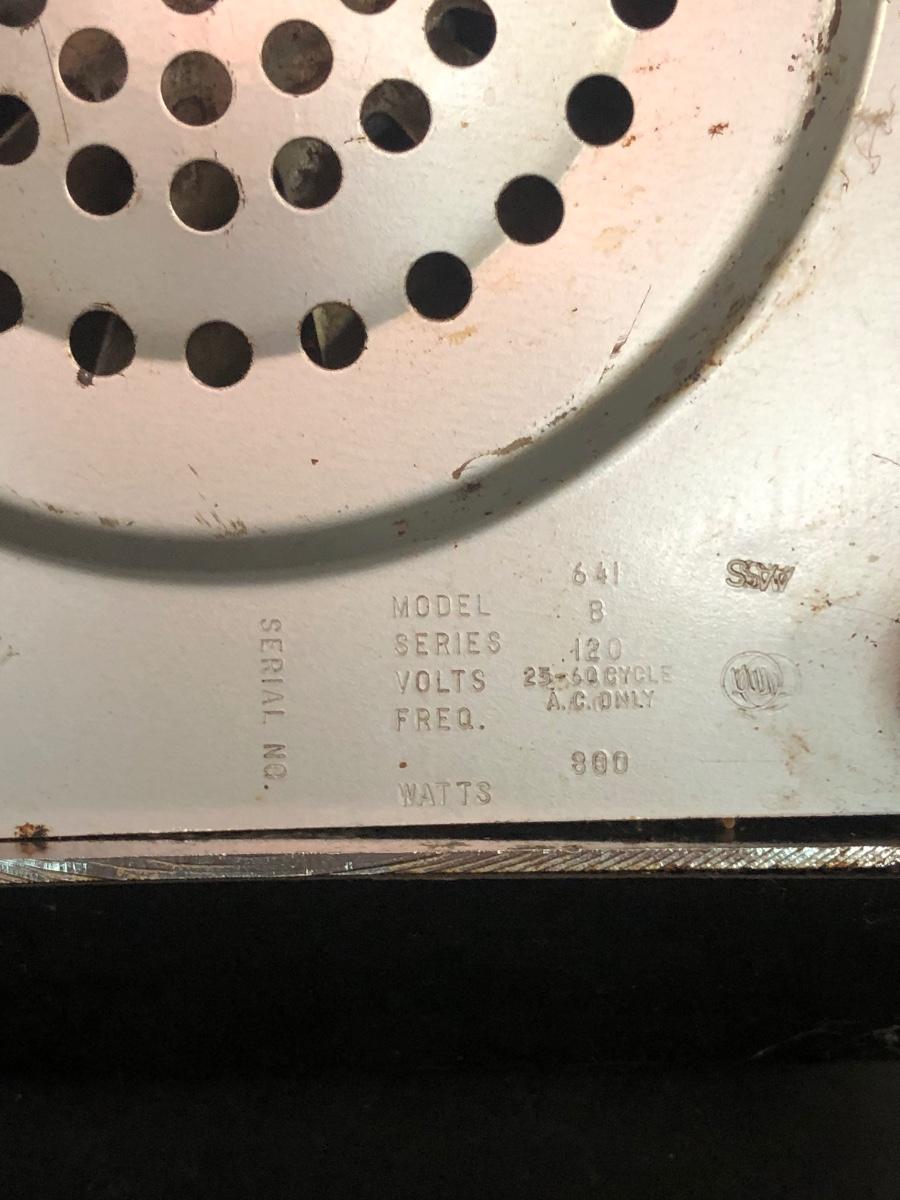 641
MODEL B
SERIES 120
VOLTS 25-60 CYCLE
A.C. ONLY
FREQ.
800
WATTS
SERIAL NO.